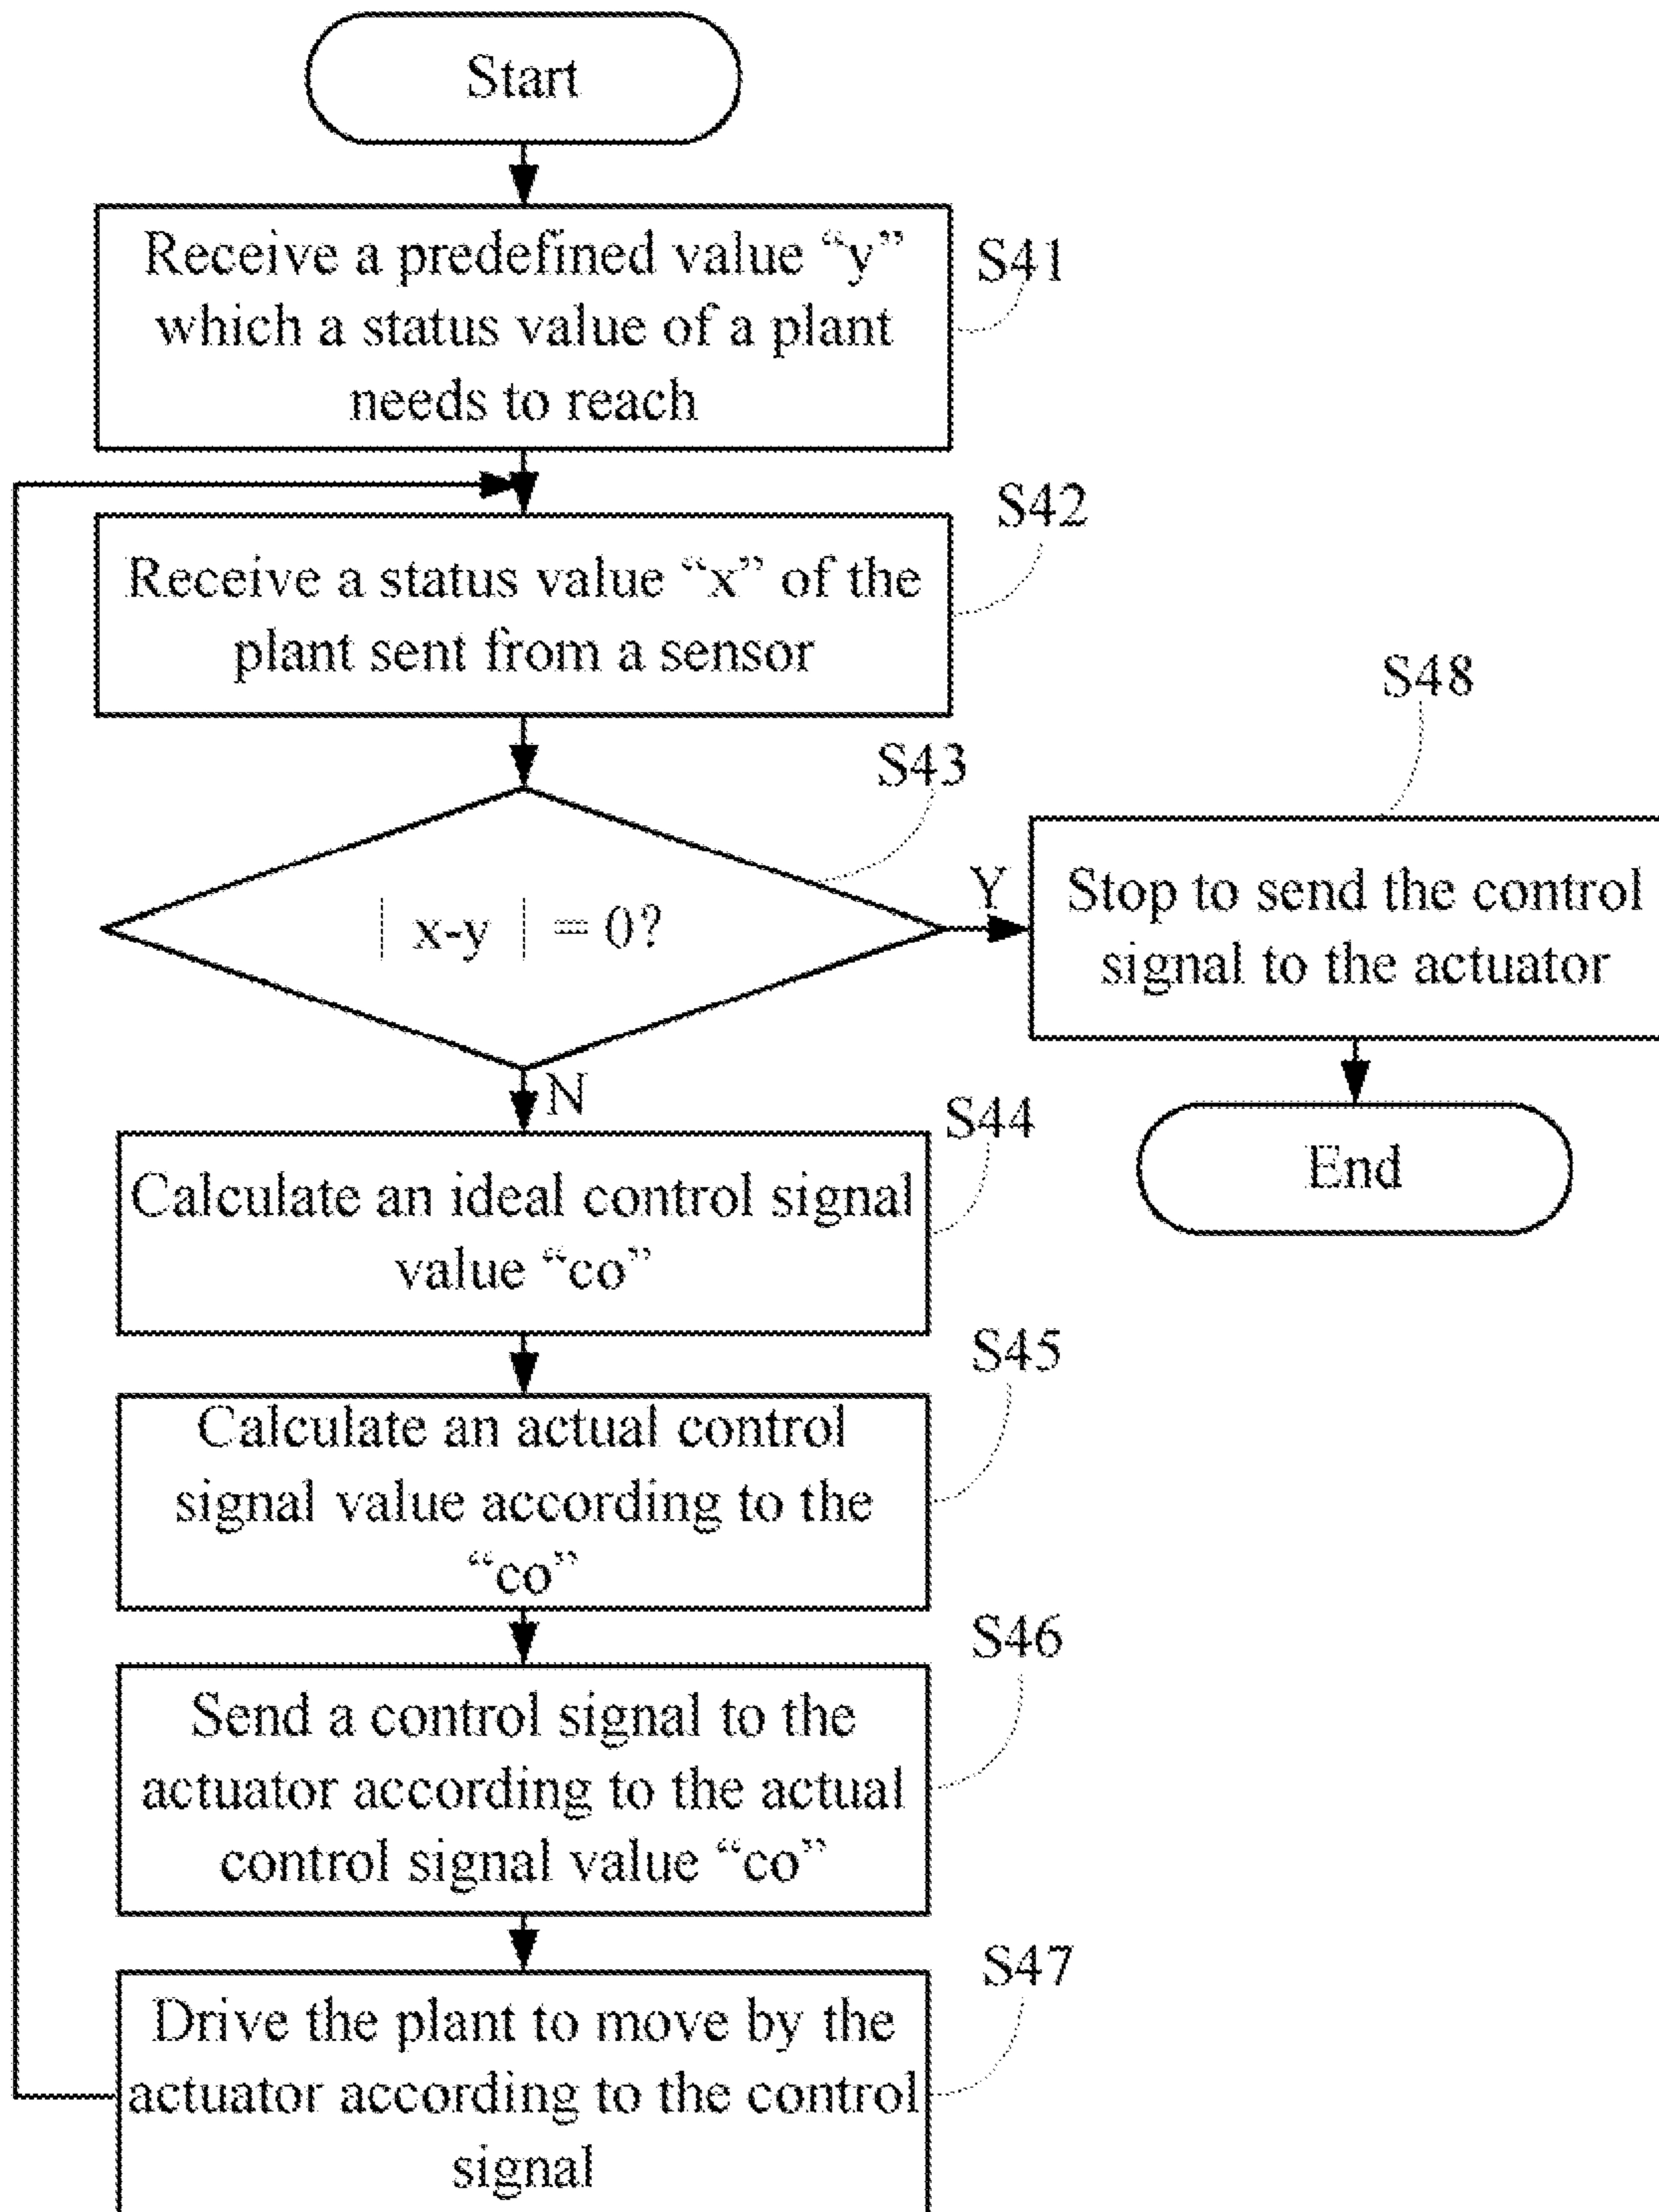 Start
Receive a predefined value “y”
which a status value of a plant
needs to reach
S41
Receive a status value “x” of the
plant sent from a sensor
S42
| x-y | = 0?
S43
Y
N
Stop to send the control
signal to the actuator
S48
End
Calculate an ideal control signal
value “co”
S44
Calculate an actual control
signal value according to the
“co”
S45
Send a control signal to the
actuator according to the actual
control signal value “co”
S46
Drive the plant to move by the
actuator according to the control
signal
S47